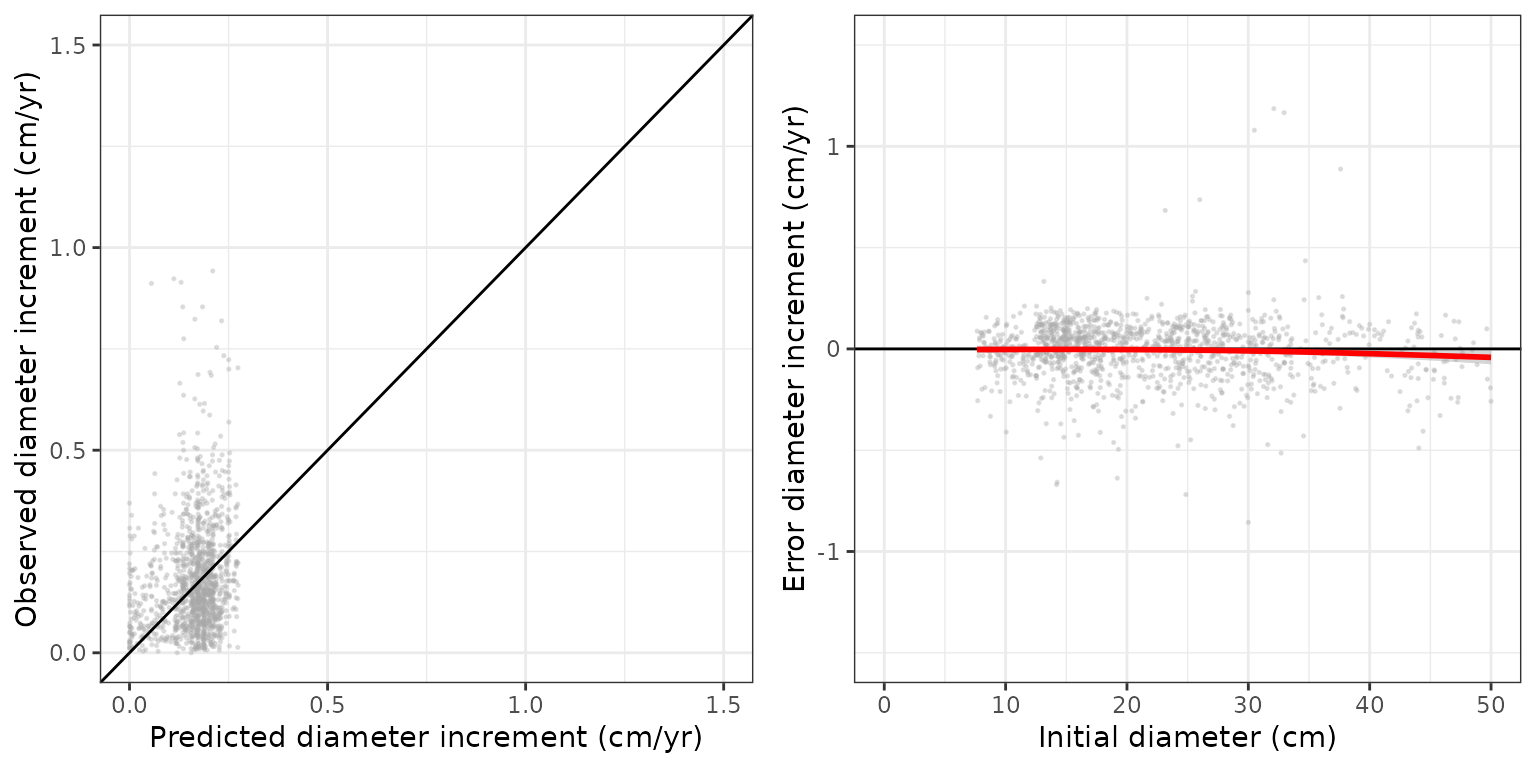 Observed diameter increment (cm/yr)
1.5
1.0
0.5
0.0
0.0 0.5 1.0 1.5
Predicted diameter increment (cm/yr)
Error diameter increment (cm/yr)
1
0
-1
0 10 20 30 40 50
Initial diameter (cm)